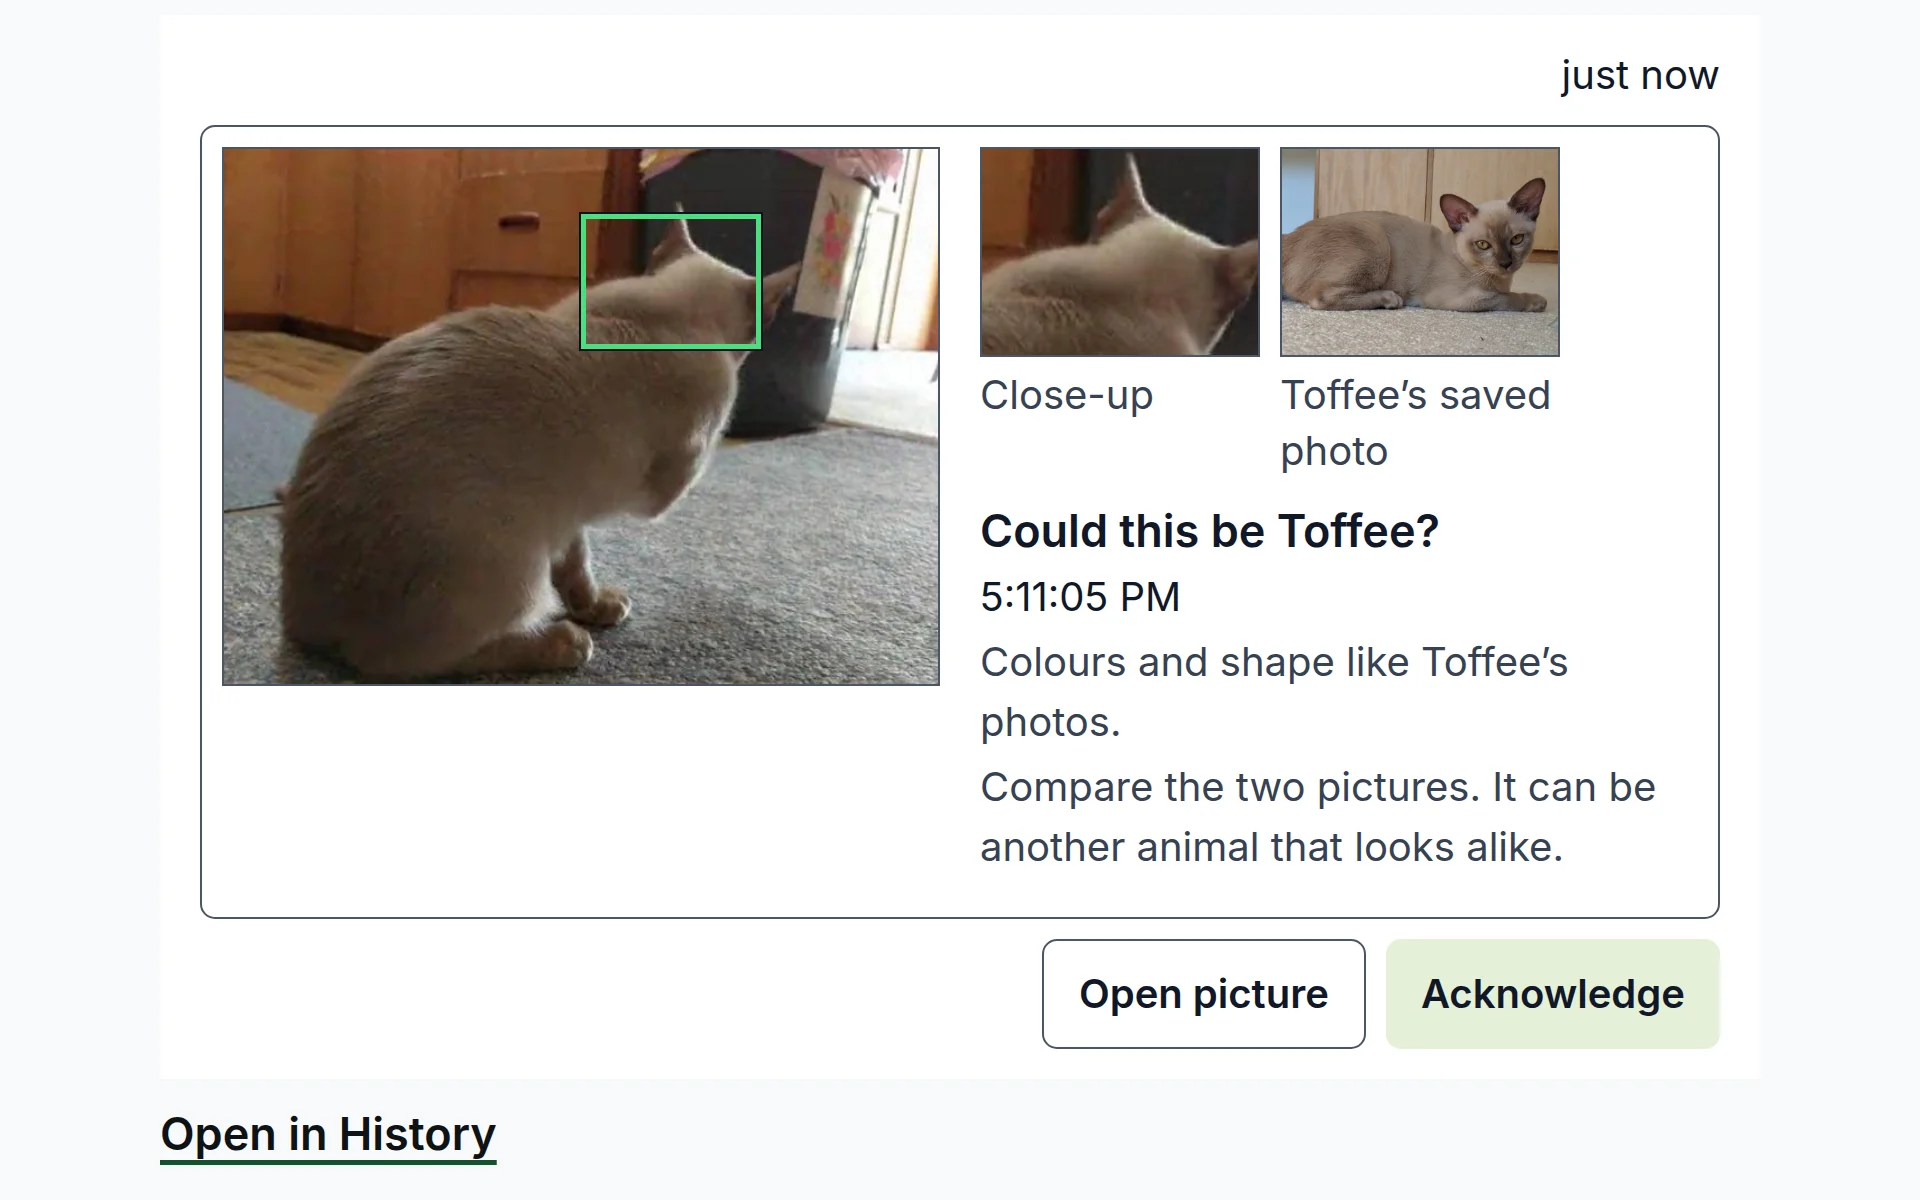 just now
Close-up
Toffee’s saved
photo
Could this be Toffee?
5:11:05 PM
Colours and shape like Toffee’s
photos.
Compare the two pictures. It can be
another animal that looks alike.
Open picture
Acknowledge
Open in History